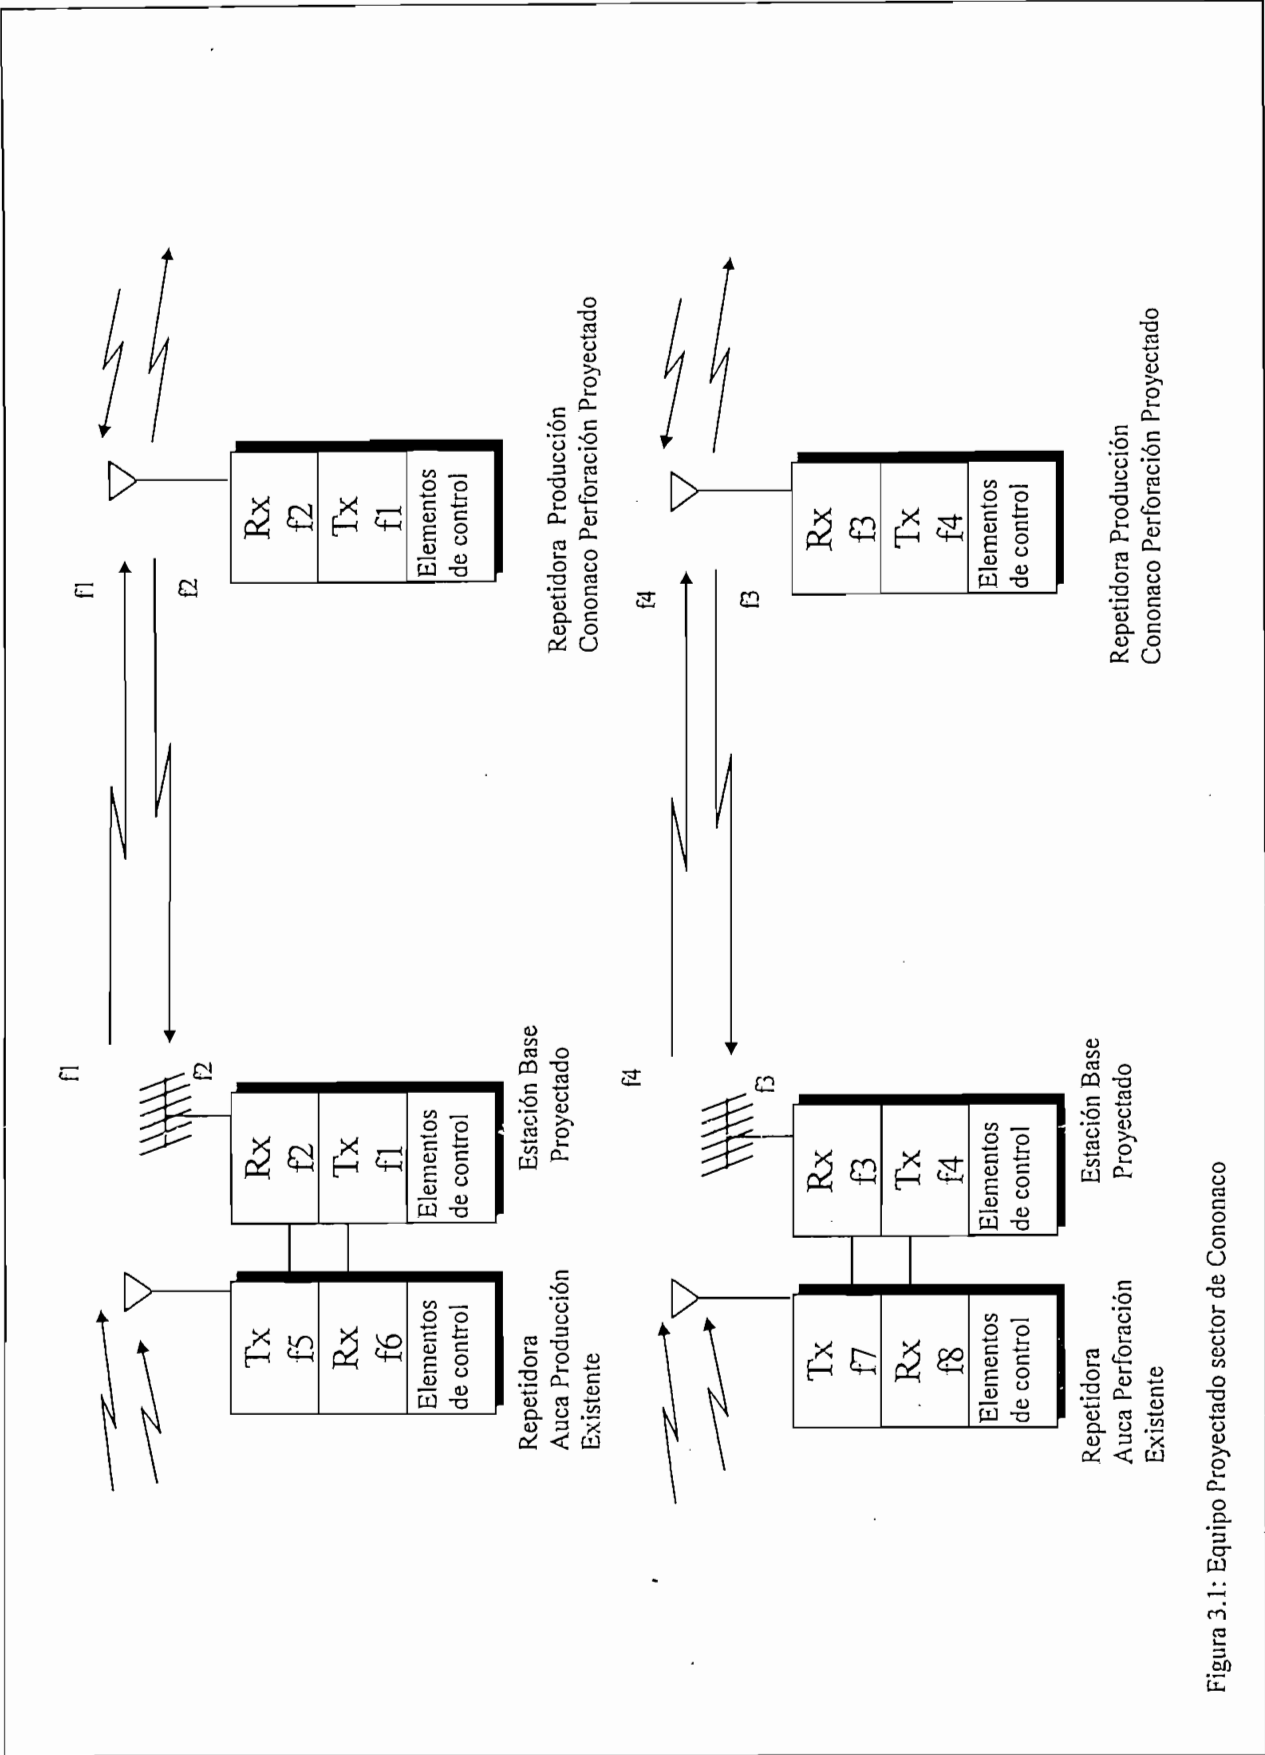 f1
f2
f1
f2
Tx
f5
Rx
f6
Elementos
de control
Rx
f2
Tx
f1
Elementos
de control
Rx
f2
Tx
f1
Elementos
de control
Repetidora
Auca Producción
Existente
Estación Base
Proyectado
Repetidora Producción
Cononaco Perforación Proyectado
f4
f3
f4
f3
Tx
f7
Rx
f8
Elementos
de control
Rx
f3
Tx
f4
Elementos
de control
Rx
f3
Tx
f4
Elementos
de control
Repetidora
Auca Perforación
Existente
Estación Base
Proyectado
Repetidora Producción
Cononaco Perforación Proyectado
Figura 3.1: Equipo Proyectado sector de Cononaco